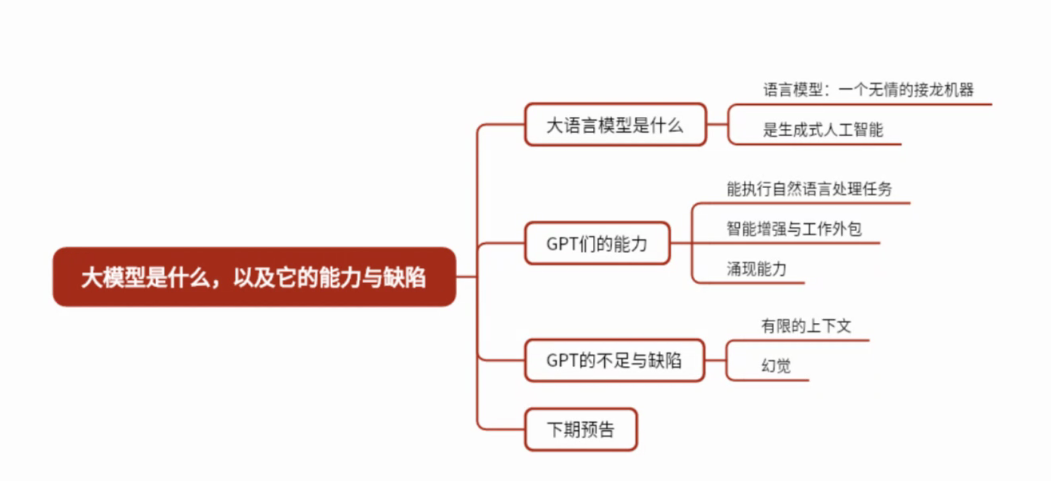 大模型是什么，以及它的能力与缺陷
大语言模型是什么
语言模型：一个无情的接龙机器
是生成式人工智能
GPT们的能力
能执行自然语言处理任务
智能增强与工作外包
涌现能力
GPT的不足与缺陷
有限的上下文
幻觉
下期预告